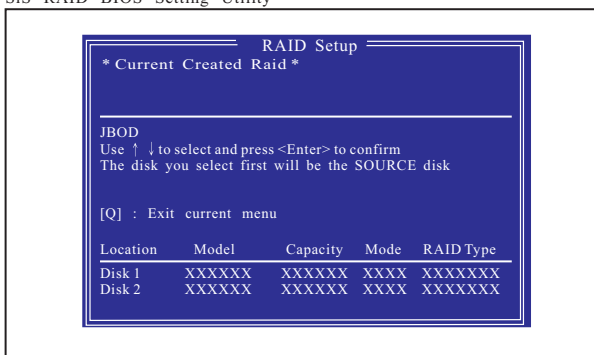 SiS RAID BIOS Setting Utility
RAID Setup
* Current Created Raid *
JBOD
Use ↑ ↓ to select and press <Enter> to confirm
The disk you select first will be the SOURCE disk
[Q] : Exit current menu
Location Model Capacity Mode RAID Type
Disk 1 XXXXXX XXXXXX XXXX XXXXXXX
Disk 2 XXXXXX XXXXXX XXXX XXXXXXX